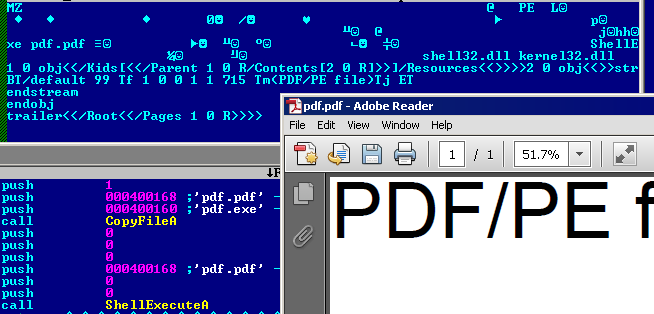 MZ @ PE L☺
♦ ♦ ♦ 0☺ /☺ ♥ p☺
j☺hh☺
xe pdf.pdf ≡☺ ShellE
shell32.dll kernel32.dll
1 0 obj<</Kids[<</Parent 1 0 R/Contents[2 0 R]>>]/Resources<<>>>>2 0 obj<<>>str
BT/default 99 Tf 1 0 0 1 1 715 Tm(PDF/PE file)Tj ET
endstream
endobj
trailer<</Root<</Pages 1 0 R>>>>
pdf.pdf - Adobe Reader
File Edit View Window Help
1 / 1 51.7%
PDF/PE f
push 1
push 000400168 ;'pdf.pdf'
push 000400160 ;'pdf.exe'
call CopyFileA
push 0
push 0
push 0
push 000400168 ;'pdf.pdf'
push 0
push 0
call ShellExecuteA